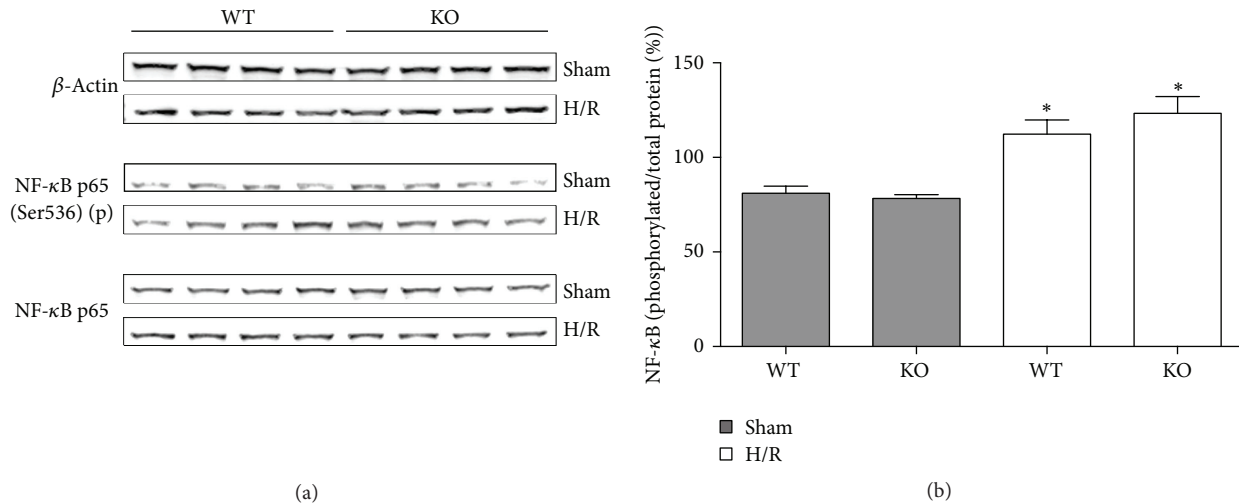 WT KO
β-Actin
Sham
H/R
NF-κB p65
(Ser536) (p)
Sham
H/R
NF-κB p65
Sham
H/R
(a)
NF-κB (phosphorylated/total protein (%))
150
100
50
0
*
*
WT KO WT KO
Sham
H/R
(b)